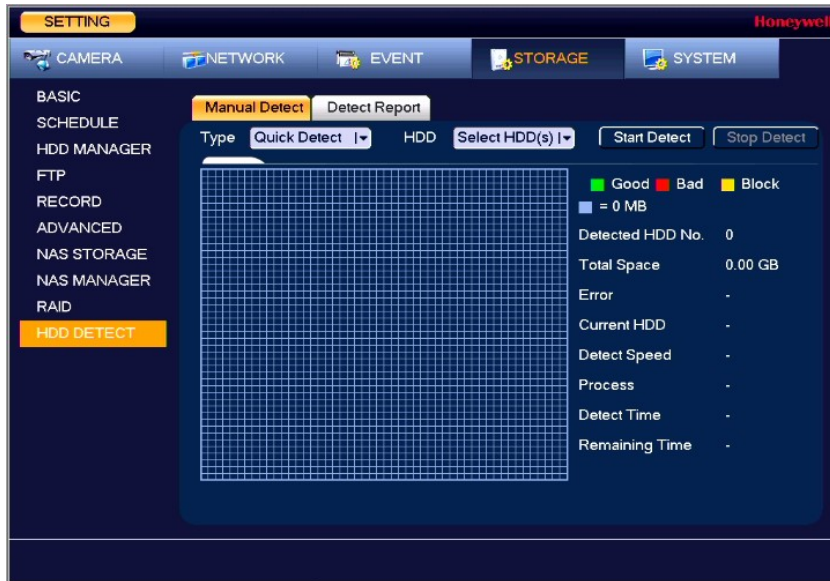 SETTING
Honeywell
CAMERA NETWORK EVENT STORAGE SYSTEM
BASIC
SCHEDULE
HDD MANAGER
FTP
RECORD
ADVANCED
NAS STORAGE
NAS MANAGER
RAID
HDD DETECT
Manual Detect Detect Report
Type Quick Detect HDD Select HDD(s) Start Detect Stop Detect
Good Bad Block
= 0 MB
Detected HDD No. 0
Total Space 0.00 GB
Error -
Current HDD -
Detect Speed -
Process -
Detect Time -
Remaining Time -